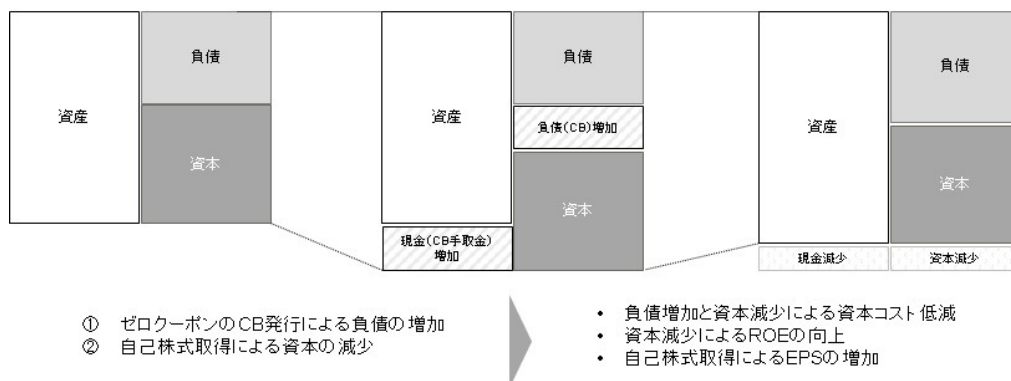 負債
資産
資本
負債
資産
負債(CB)増加
資本
現金(CB手取金)
増加
負債
資産
資本
現金減少
資本減少
① ゼロクーポンのCB発行による負債の増加
② 自己株式取得による資本の減少
• 負債増加と資本減少による資本コスト低減
• 資本減少によるROEの向上
• 自己株式取得によるEPSの増加